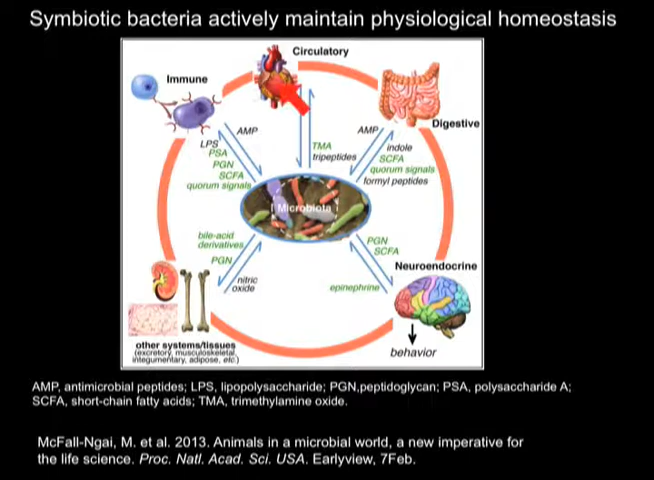 Symbiotic bacteria actively maintain physiological homeostasis
Circulatory
Immune
Digestive
AMP
LPS
PSA
PGN
SCFA
quorum signals
TMA
tripeptides
AMP
indole
SCFA
quorum signals
formyl peptides
Microbiota
bile-acid
derivatives
PGN
nitric
oxide
PGN
SCFA
epinephrine
Neuroendocrine
behavior
other systems/tissues
(excretory, musculoskeletal,
integumentary, adipose, etc.)
AMP, antimicrobial peptides; LPS, lipopolysaccharide; PGN,peptidoglycan; PSA, polysaccharide A;
SCFA, short-chain fatty acids; TMA, trimethylamine oxide.
McFall-Ngai, M. et al. 2013. Animals in a microbial world, a new imperative for
the life science. Proc. Natl. Acad. Sci. USA. Earlyview, 7Feb.